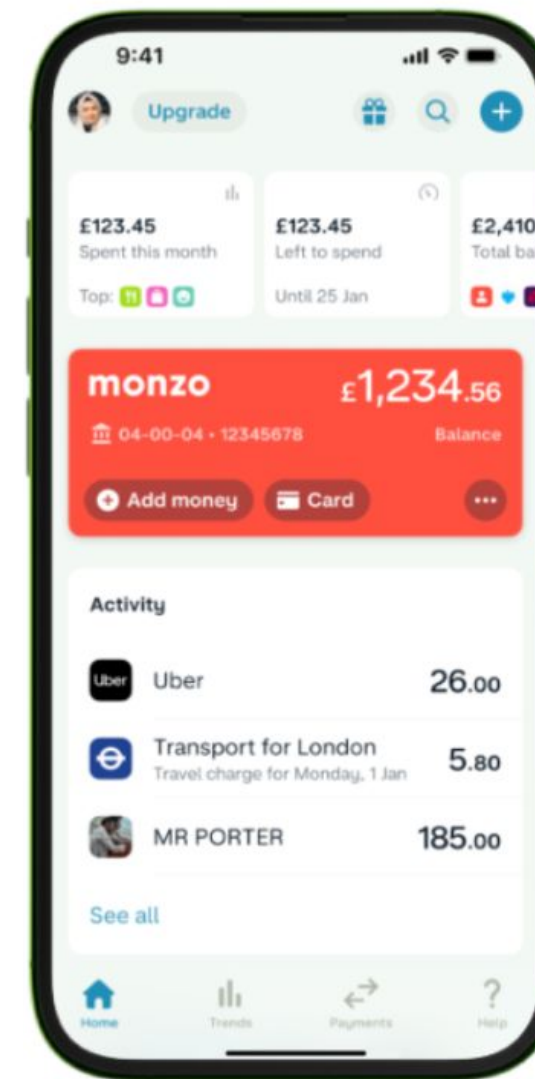 9:41
Upgrade
£123.45
Spent this month
Top:
£123.45
Left to spend
Until 25 Jan
£2,410
Total ba
monzo
£1,234.56
04-00-04 • 12345678
Balance
Add money
Card
Activity
Uber
Uber
26.00
Transport for London
Travel charge for Monday, 1 Jan
5.80
MR PORTER
185.00
See all
Home
Trends
Payments
Help